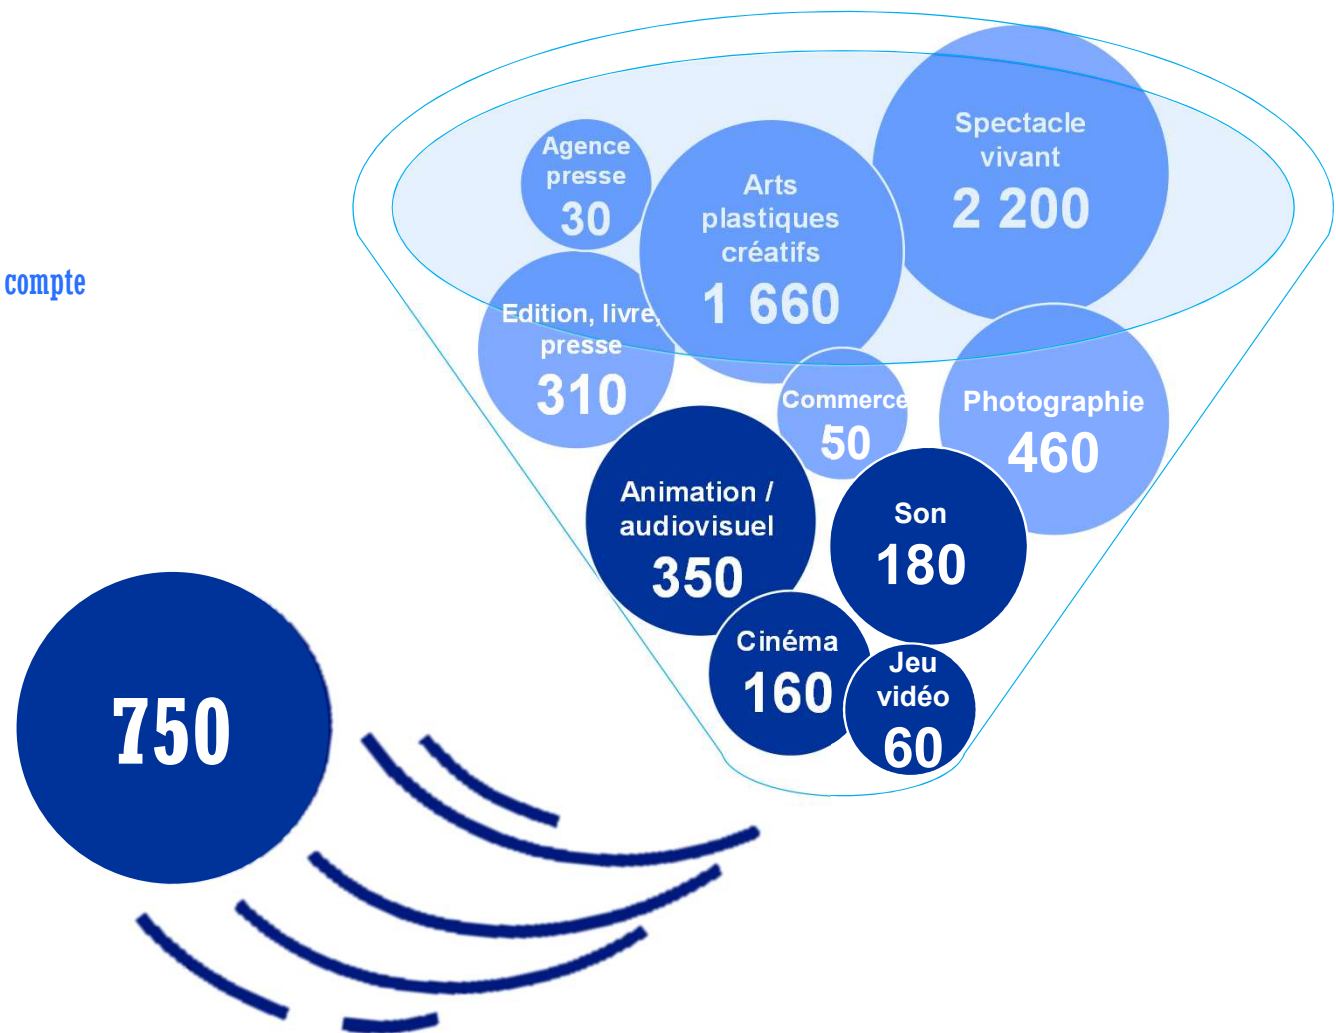 Spectacle
vivant
2 200
Agence
presse
30
Arts
plastiques
créatifs
1 660
compte
Edition, livre,
presse
310
Commerce
50
Photographie
460
Animation /
audiovisuel
350
Son
180
Cinéma
160
Jeu
vidéo
60
750